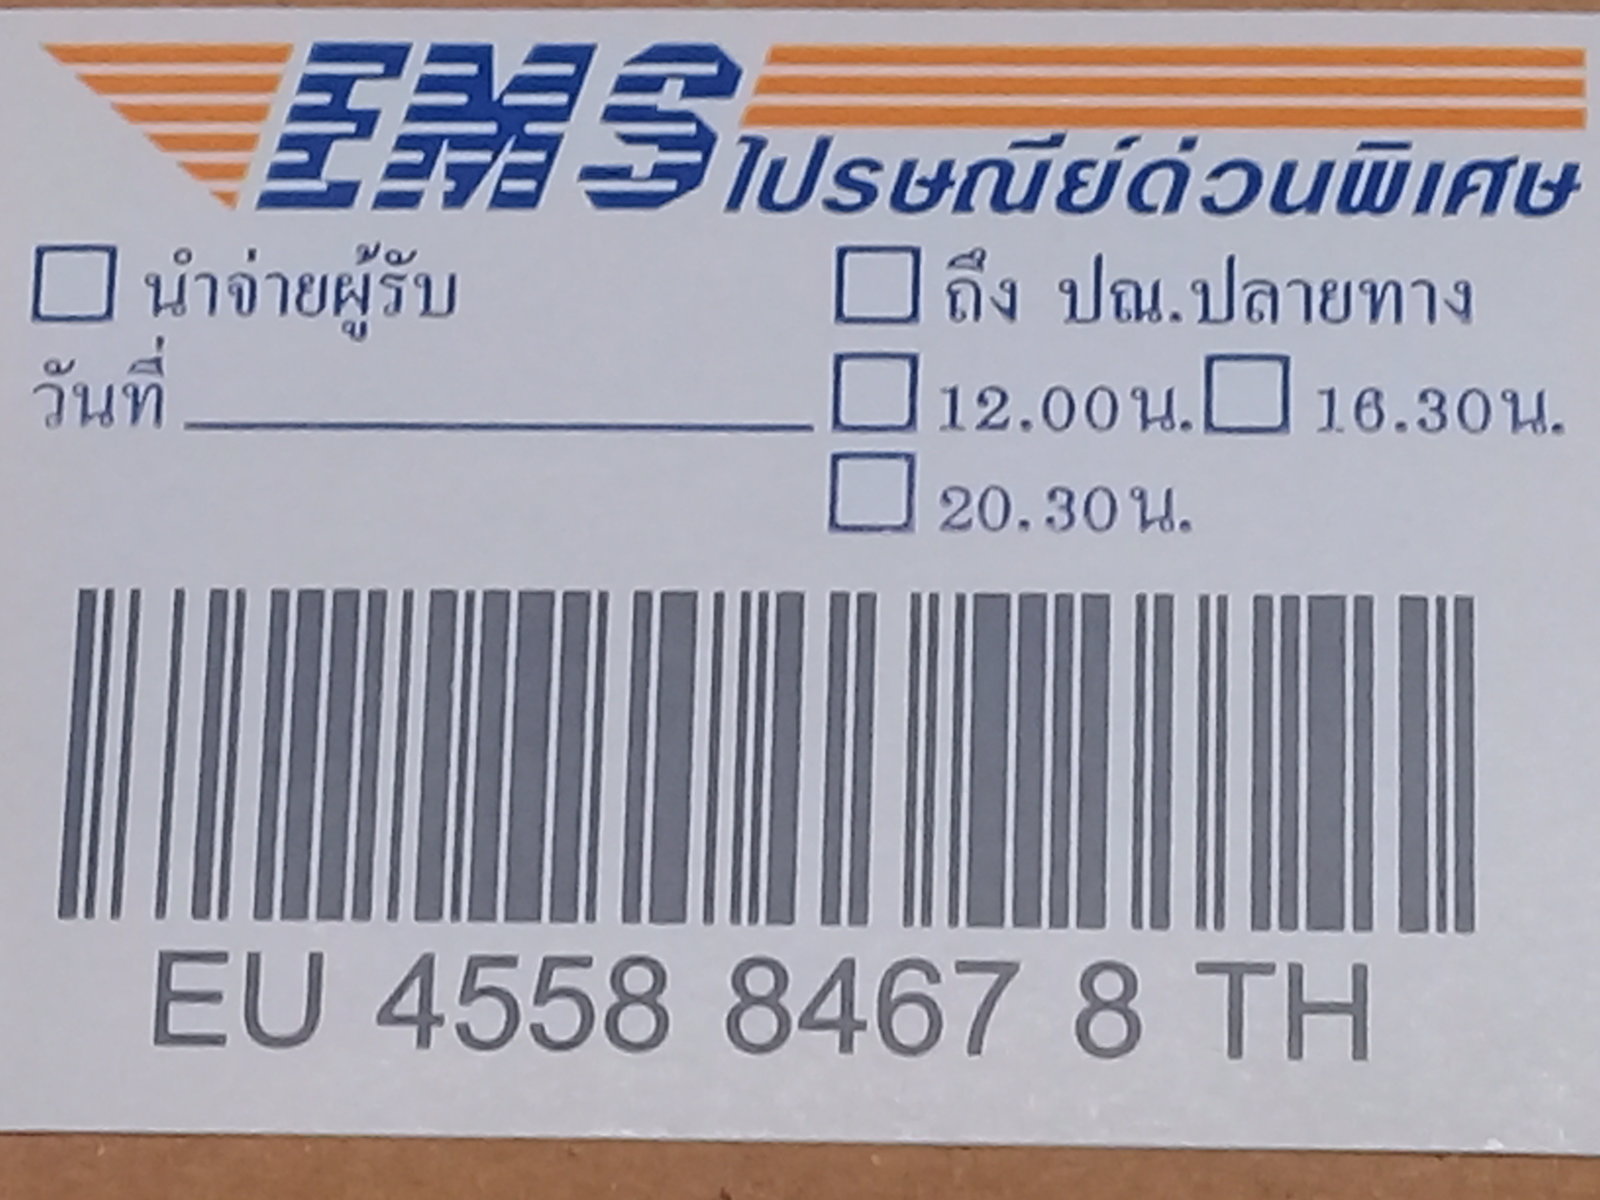 EMS ไปรษณีย์ด่วนพิเศษ
นำจ่ายผู้รับ
ถึง ปณ.ปลายทาง
วันที่
12.00น. 16.30น.
20.30น.
EU 4558 8467 8 TH